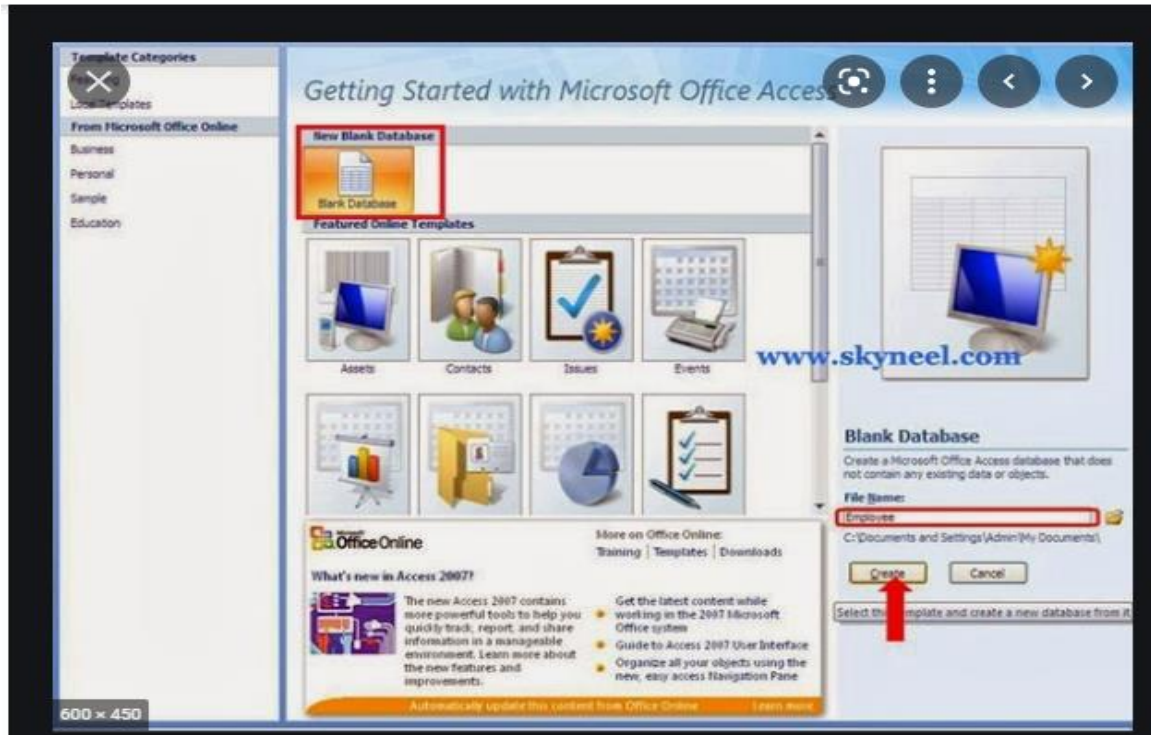 Template Categories
Local Templates
From Microsoft Office Online
Business
Personal
Sample
Education
Getting Started with Microsoft Office Access
New Blank Database
Blank Database
Featured Online Templates
Assets
Contacts
Issues
Events
www.skyneel.com
Blank Database
Create a Microsoft Office Access database that does
not contain any existing data or objects.
File Name:
Employee
C:\Documents and Settings\Admin\My Documents\
Create
Cancel
Select this template and create a new database from it
Microsoft
Office Online
More on Office Online:
Training | Templates | Downloads
What's new in Access 2007?
The new Access 2007 contains
more powerful tools to help you
quickly track, report, and share
information in a manageable
environment. Learn more about
the new features and
improvements.
Get the latest content while
working in the 2007 Microsoft
Office system
Guide to Access 2007 User Interface
Organize all your objects using the
new, easy access Navigation Pane
Automatically update this content from Office Online
Learn more
600 × 450